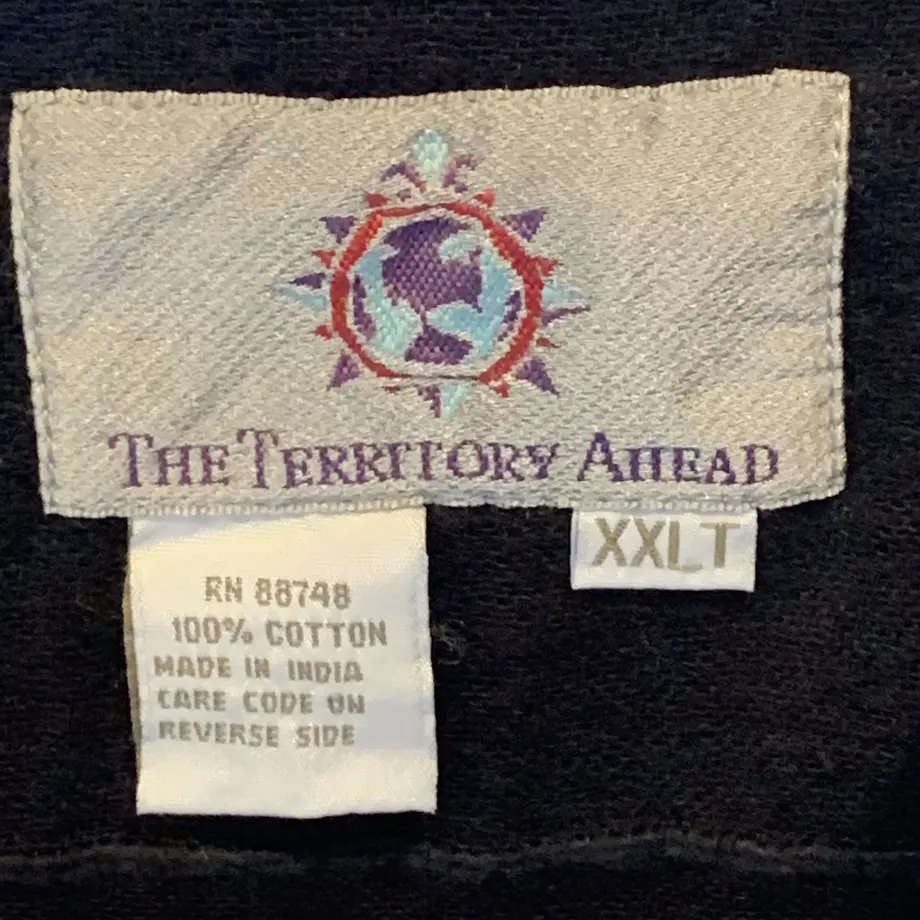 THE TERRITORY AHEAD
XXLT
RN 88748
100% COTTON
MADE IN INDIA
CARE CODE ON
REVERSE SIDE